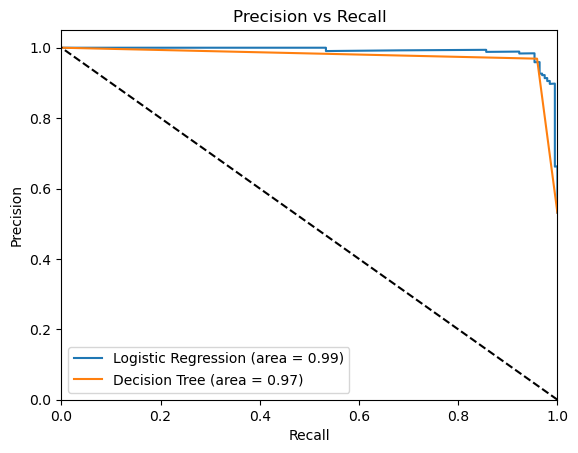 Precision vs Recall
1.0
0.8
0.6
0.4
0.2
0.0
Precision
Logistic Regression (area = 0.99)
Decision Tree (area = 0.97)
0.0 0.2 0.4 0.6 0.8 1.0
Recall